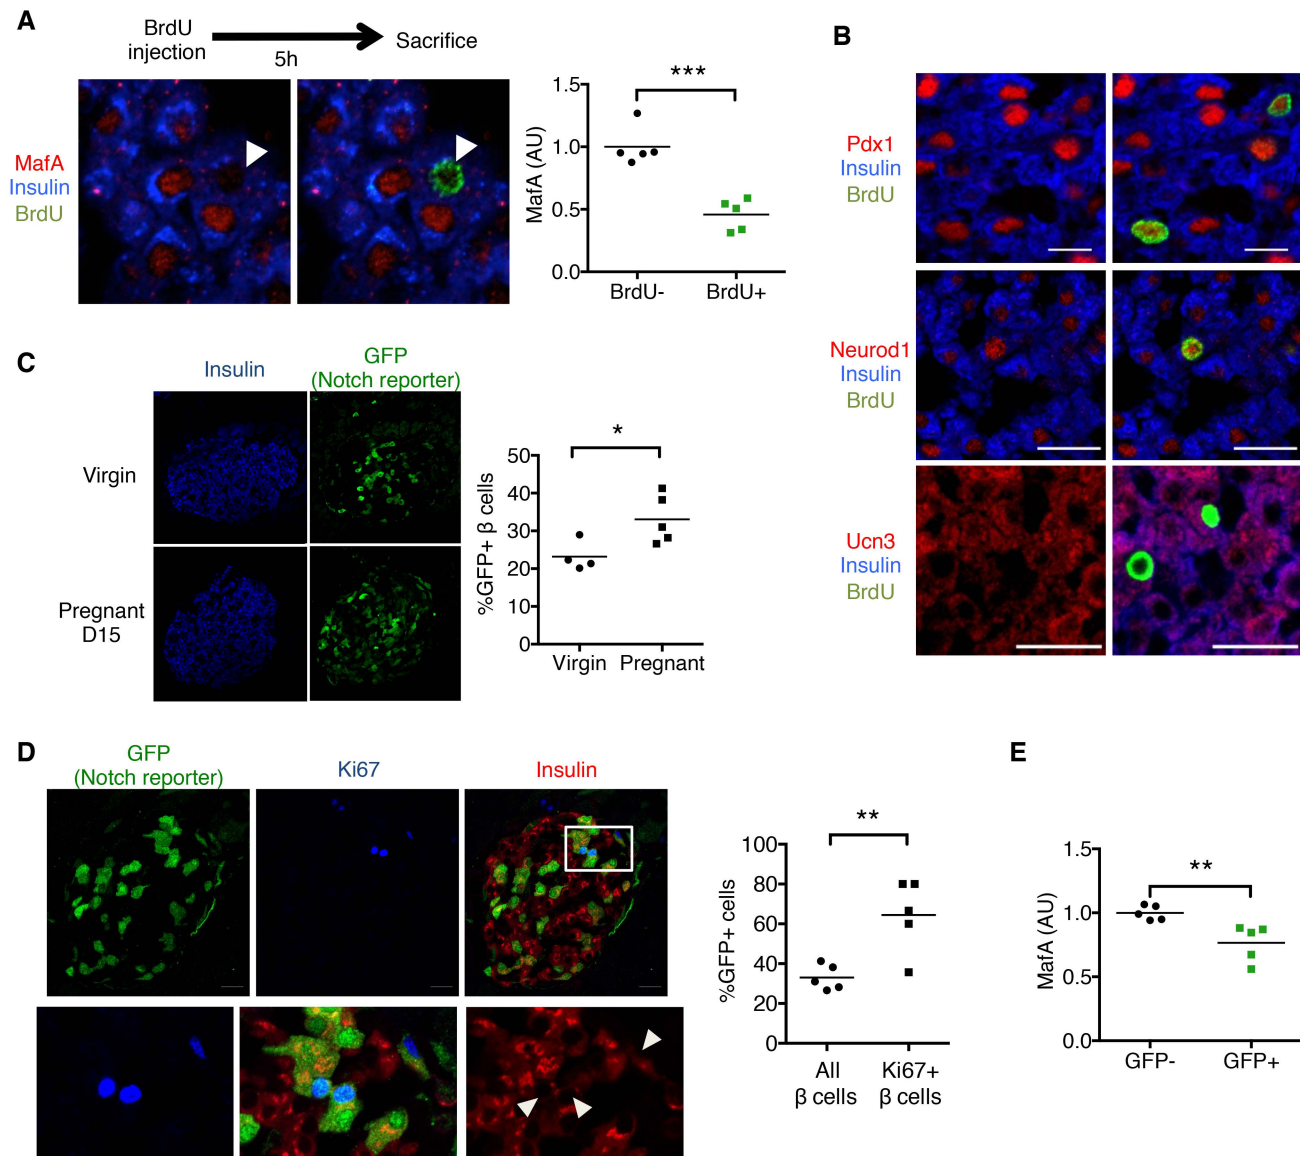 A
BrdU
injection
5h
Sacrifice
MafA
Insulin
BrdU
MafA (AU)
1.5
1.0
0.5
0.0
***
BrdU-
BrdU+
B
Pdx1
Insulin
BrdU
Neurod1
Insulin
BrdU
Ucn3
Insulin
BrdU
C
Insulin
GFP
(Notch reporter)
Virgin
Pregnant
D15
%GFP+ β cells
50
40
30
20
10
0
*
Virgin
Pregnant
D
GFP
(Notch reporter)
Ki67
Insulin
%GFP+ cells
100
80
60
40
20
0
**
All
β cells
Ki67+
β cells
E
MafA (AU)
1.5
1.0
0.5
0.0
**
GFP-
GFP+